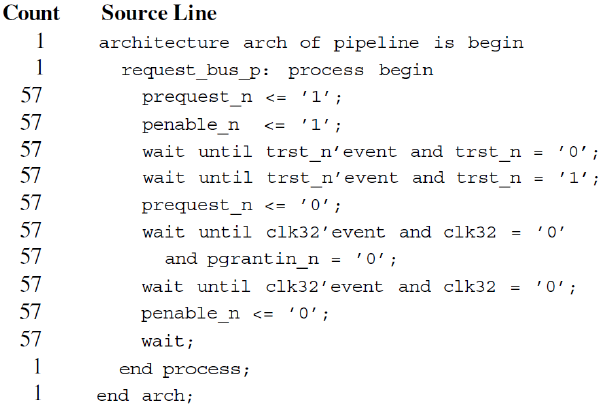 Count Source Line
1 architecture arch of pipeline is begin
1 request_bus_p: process begin
57 prequest_n <= '1';
57 penable_n <= '1';
57 wait until trst_n'event and trst_n = '0';
57 wait until trst_n'event and trst_n = '1';
57 prequest_n <= '0';
57 wait until clk32'event and clk32 = '0'
57 and pgrantin_n = '0';
57 wait until clk32'event and clk32 = '0';
57 penable_n <= '0';
57 wait;
1 end process;
1 end arch;